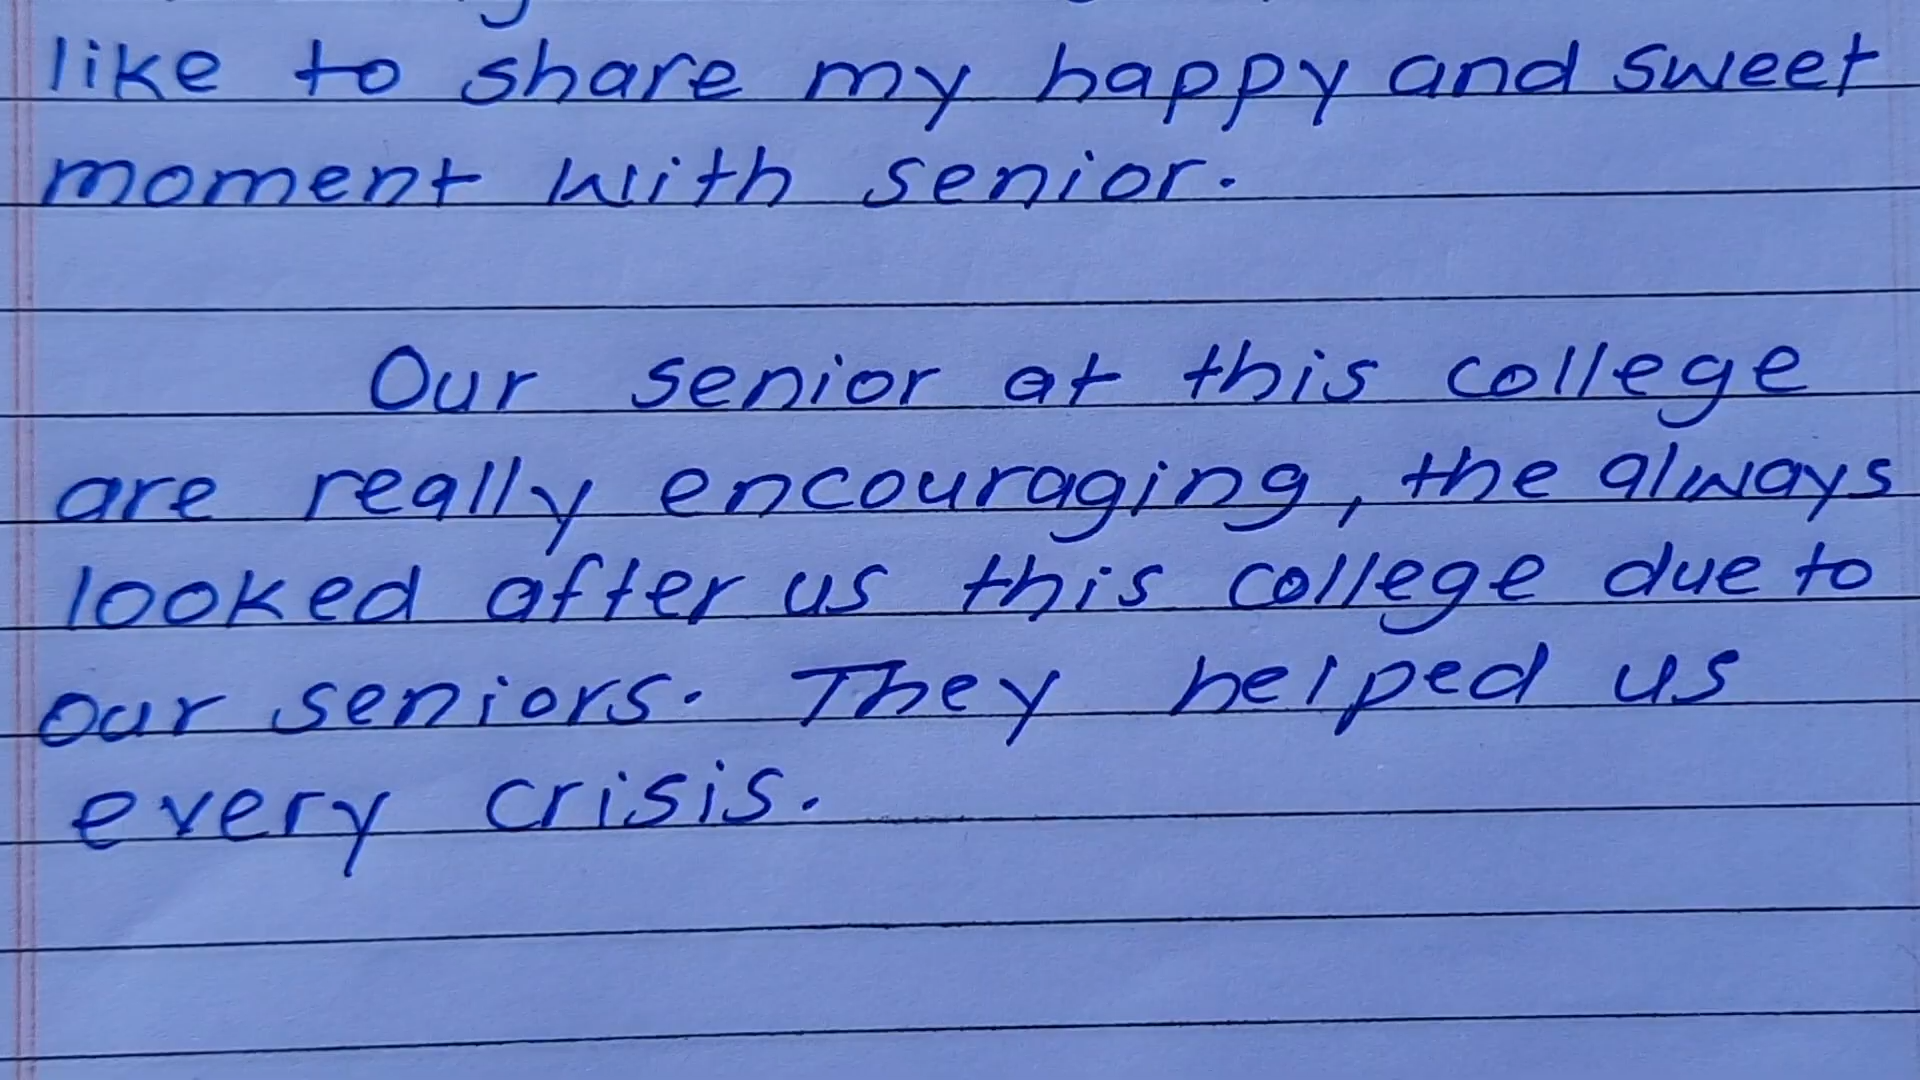 like to share my happy and sweet
moment with senior.
Our senior at this college
are really encouraging, the always
looked after us this college due to
our seniors. They helped us
every crisis.